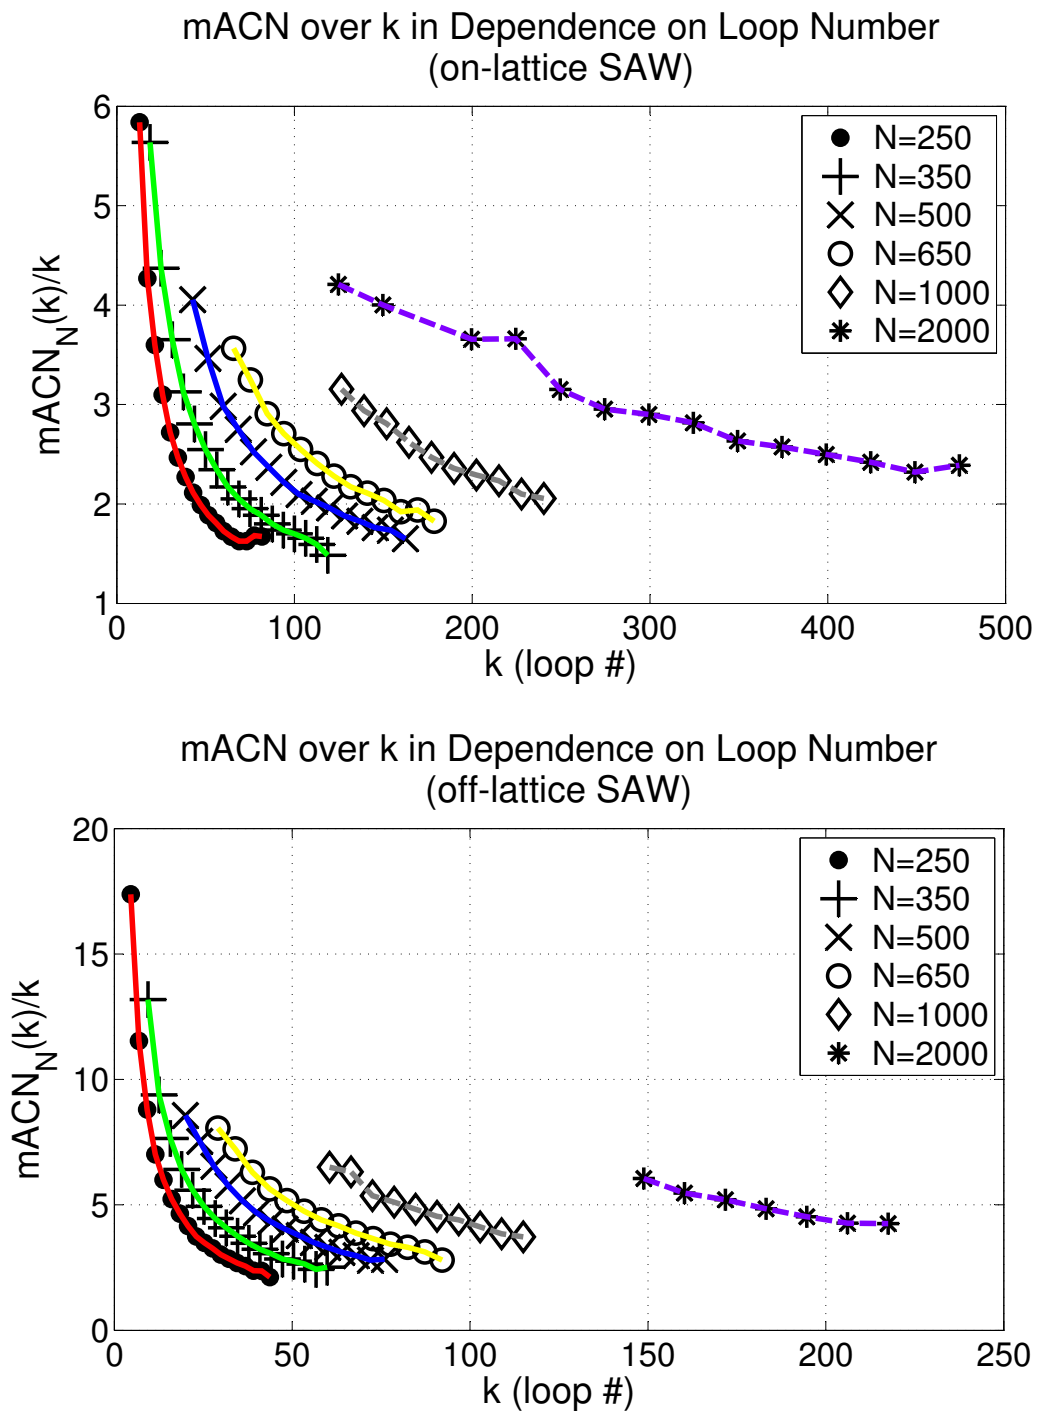 mACN over k in Dependence on Loop Number
(on-lattice SAW)
6
5
4
3
2
1
mACN_N(k)/k
0 100 200 300 400 500
k (loop #)
N=250
N=350
N=500
N=650
N=1000
N=2000
mACN over k in Dependence on Loop Number
(off-lattice SAW)
20
15
10
5
0
mACN_N(k)/k
0 50 100 150 200 250
k (loop #)
N=250
N=350
N=500
N=650
N=1000
N=2000